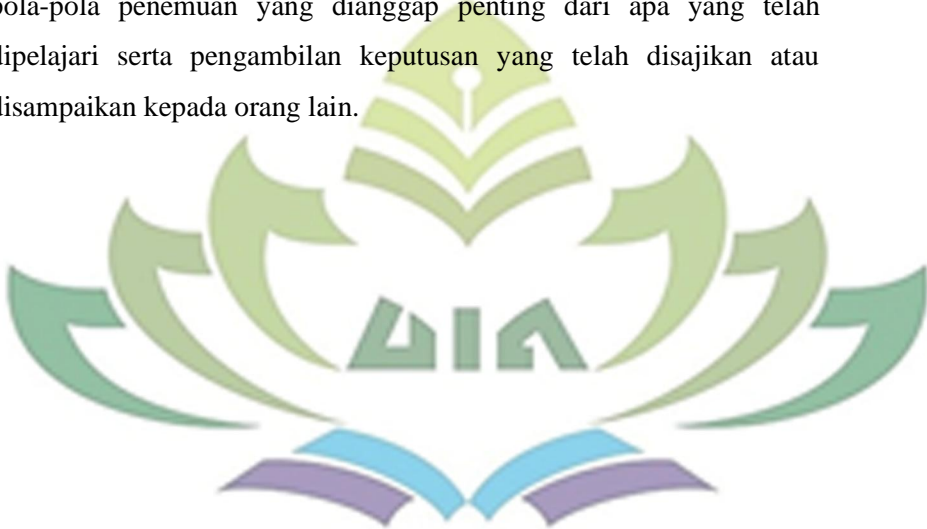 pola-pola penemuan yang dianggap penting dari apa yang telah
dipelajari serta pengambilan keputusan yang telah disajikan atau
disampaikan kepada orang lain.
UIN